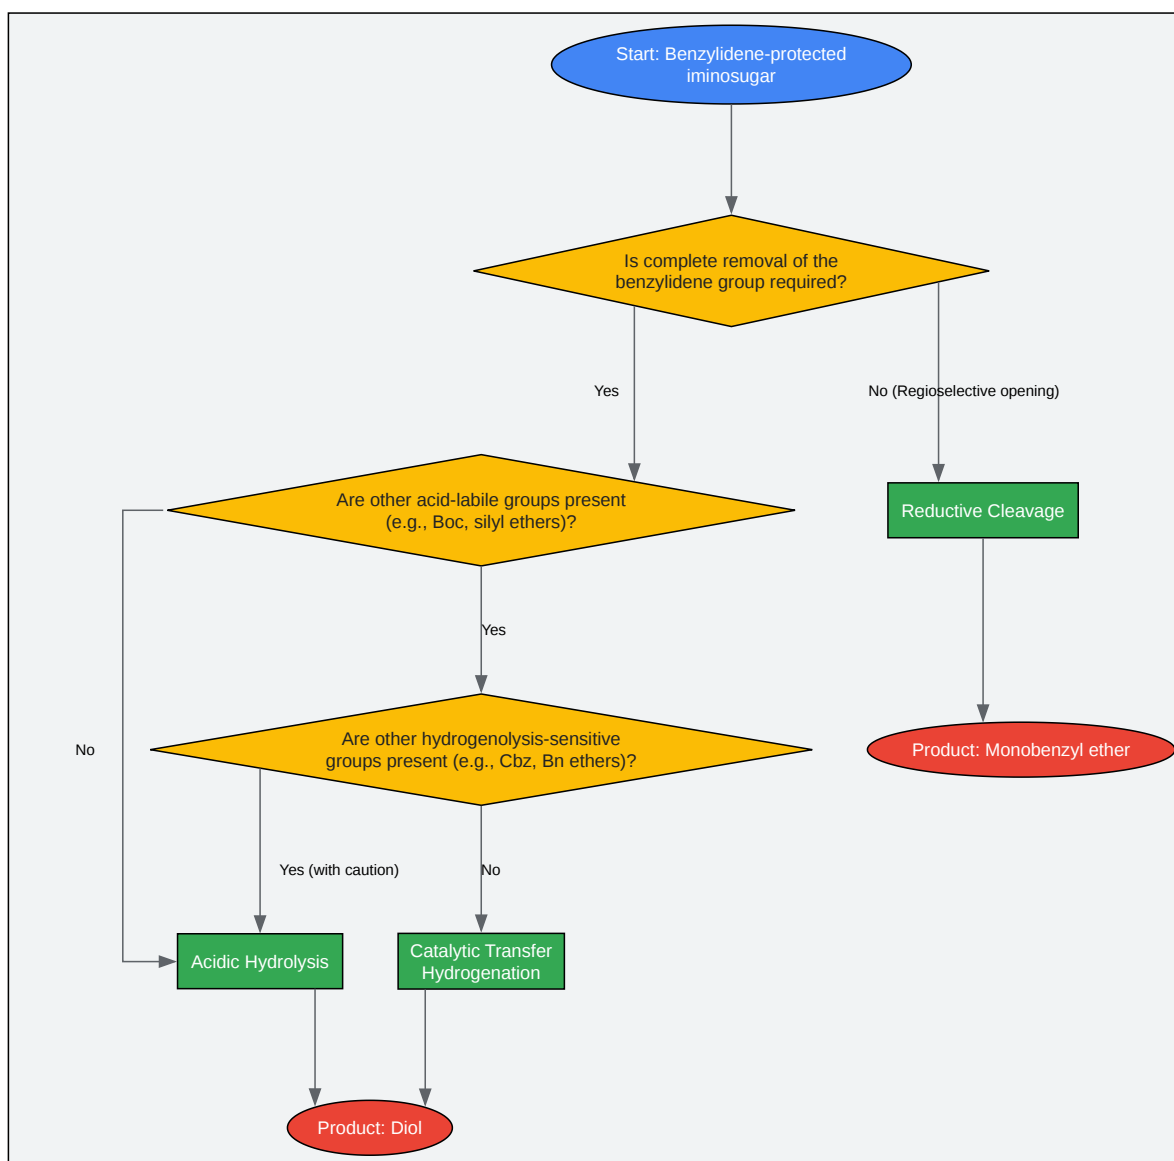 Start: Benzylidene-protected
iminosugar
Is complete removal of the
benzylidene group required?
Yes
No (Regioselective opening)
Are other acid-labile groups present
(e.g., Boc, silyl ethers)?
Reductive Cleavage
Yes
No
Are other hydrogenolysis-sensitive
groups present (e.g., Cbz, Bn ethers)?
Product: Monobenzyl ether
Yes (with caution)
No
Acidic Hydrolysis
Catalytic Transfer
Hydrogenation
Product: Diol